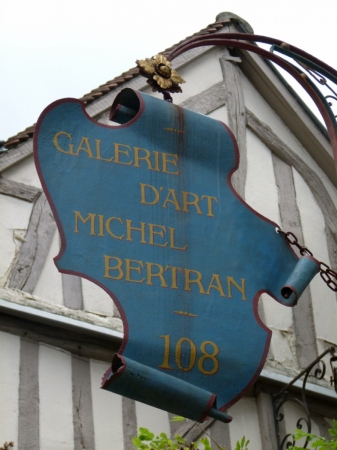 GALERIE
D'ART
MICHEL
BERTRAN
108